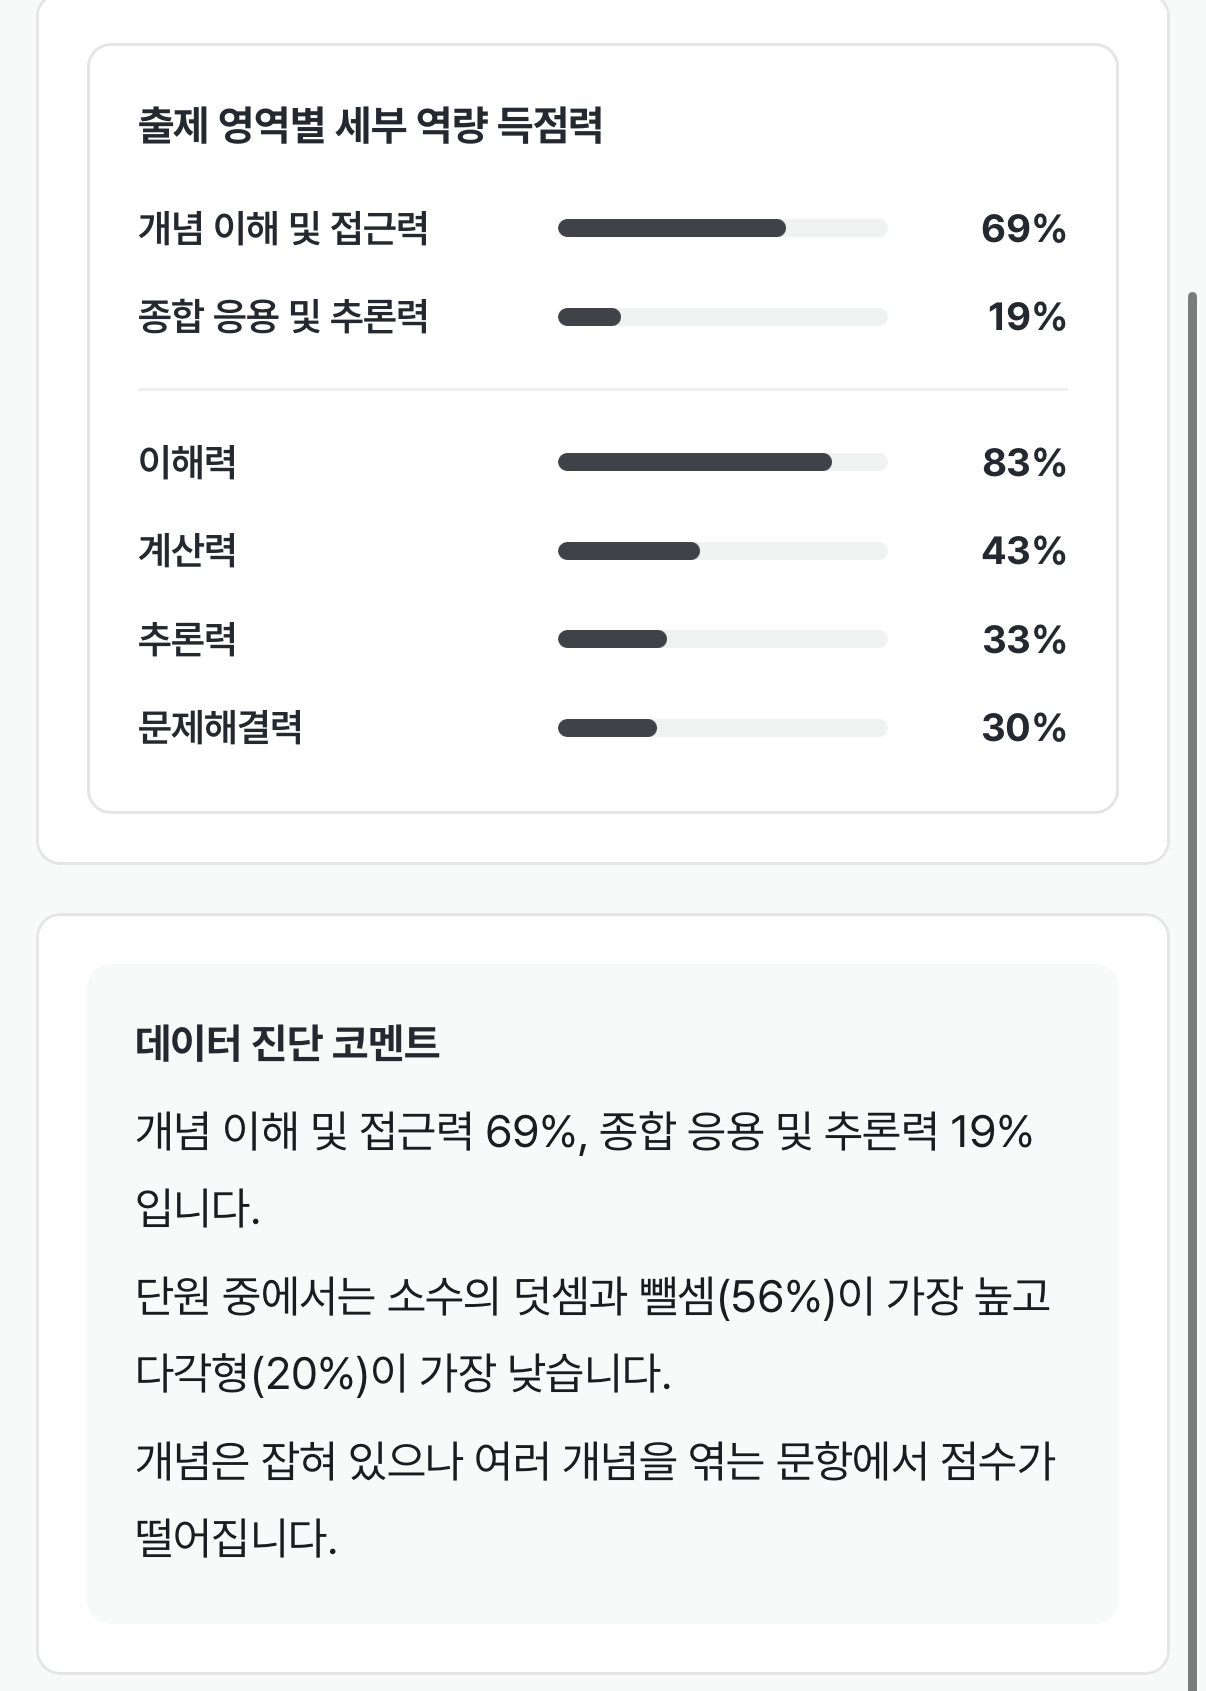 출제 영역별 세부 역량 득점력
개념 이해 및 접근력 69%
종합 응용 및 추론력 19%
이해력 83%
계산력 43%
추론력 33%
문제해결력 30%
데이터 진단 코멘트
개념 이해 및 접근력 69%, 종합 응용 및 추론력 19%
입니다.
단원 중에서는 소수의 덧셈과 뺄셈(56%)이 가장 높고
다각형(20%)이 가장 낮습니다.
개념은 잡혀 있으나 여러 개념을 엮는 문항에서 점수가
떨어집니다.